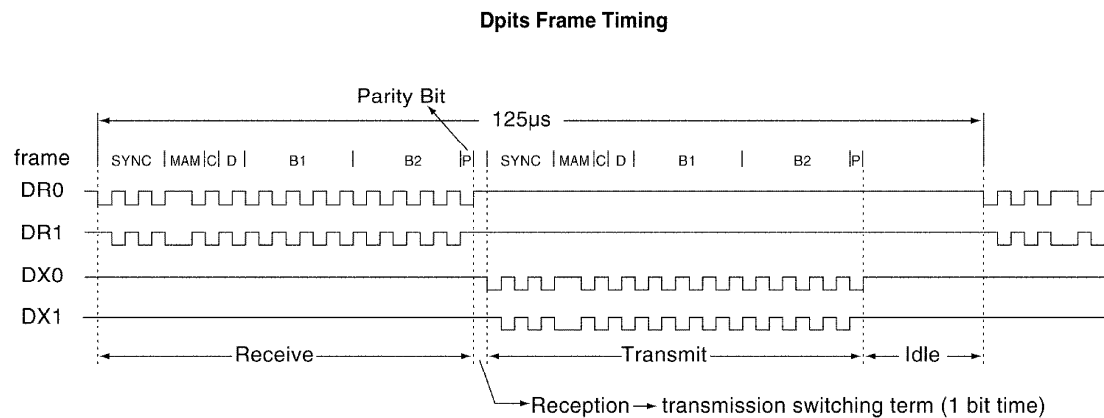 Dpits Frame Timing
Parity Bit
125µs
frame SYNC MAM C D B1 B2 P SYNC MAM C D B1 B2 P
DR0
DR1
DX0
DX1
Receive Transmit Idle
Reception → transmission switching term (1 bit time)